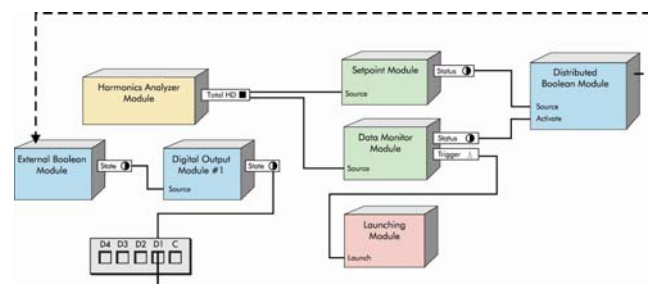 Harmonics Analyzer
Module
Total HD
Setpoint Module
Status
Source
Distributed
Boolean Module
Source
Activate
Data Monitor
Module
Status
Trigger
Source
External Boolean
Module
State
Digital Output
Module #1
State
Source
Launching
Module
Launch
D4 D3 D2 D1 C